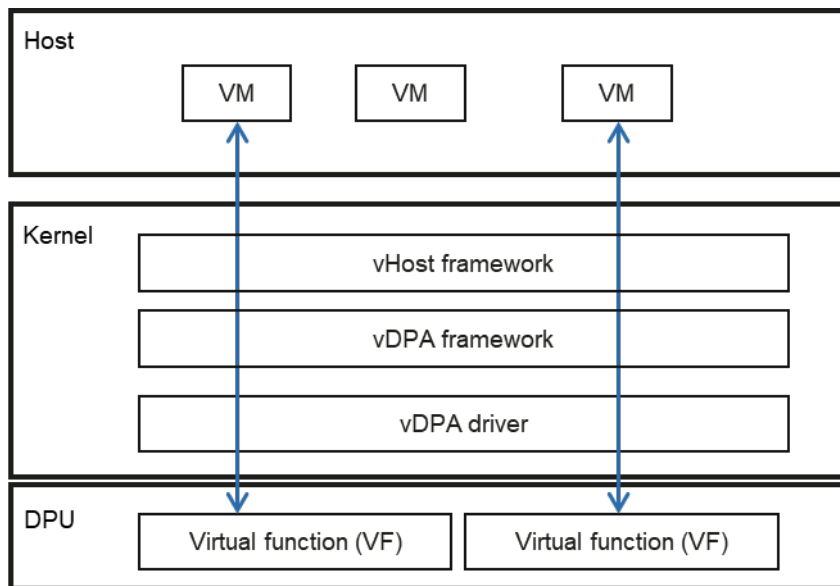 Host
VM
VM
VM
Kernel
vHost framework
vDPA framework
vDPA driver
DPU
Virtual function (VF)
Virtual function (VF)